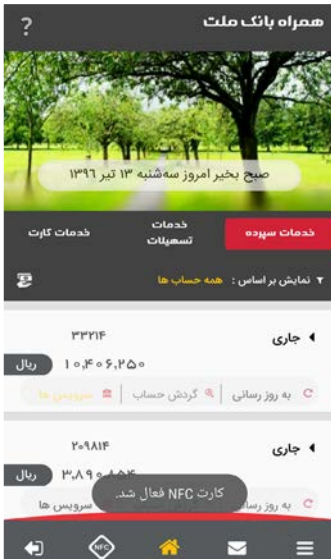 همراه بانک ملت
?
صبح بخیر امروز سه‌شنبه ۱۳ تیر ۱۳۹۶
خدمات سپرده
خدمات تسهیلات
خدمات کارت
نمایش بر اساس : همه حساب ها
جاری
۳۳۲۱۴
۱۰,۴۰۶,۲۵۰ ریال
به روز رسانی | گردش حساب | سرویس ها
جاری
۲۰۹۸۱۴
ریال
سرویس ها
کارت NFC فعال شد.
NFC